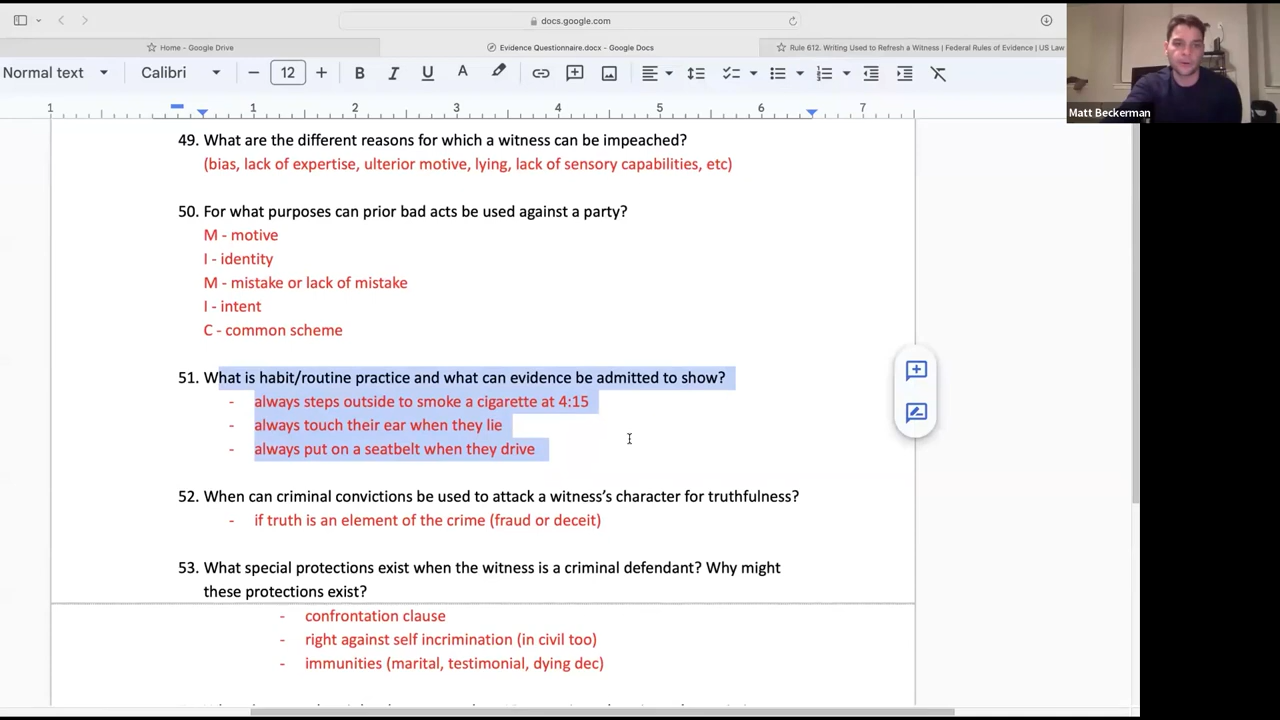 docs.google.com
Home - Google Drive
Evidence Questionnaire.docx - Google Docs
Rule 612. Writing Used to Refresh a Witness | Federal Rules of Evidence | US Law
Normal text
Calibri
12
B I U A
1 1 2 3 4 5 6 7
Matt Beckerman
49. What are the different reasons for which a witness can be impeached?
(bias, lack of expertise, ulterior motive, lying, lack of sensory capabilities, etc)
50. For what purposes can prior bad acts be used against a party?
M - motive
I - identity
M - mistake or lack of mistake
I - intent
C - common scheme
51. What is habit/routine practice and what can evidence be admitted to show?
- always steps outside to smoke a cigarette at 4:15
- always touch their ear when they lie
- always put on a seatbelt when they drive
52. When can criminal convictions be used to attack a witness's character for truthfulness?
- if truth is an element of the crime (fraud or deceit)
53. What special protections exist when the witness is a criminal defendant? Why might
these protections exist?
- confrontation clause
- right against self incrimination (in civil too)
- immunities (marital, testimonial, dying dec)